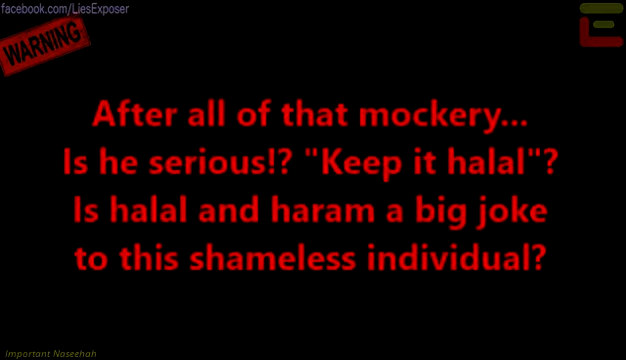 facebook.com/LiesExposer
WARNING
After all of that mockery...
Is he serious!? "Keep it halal"?
Is halal and haram a big joke
to this shameless individual?
Important Naseehah